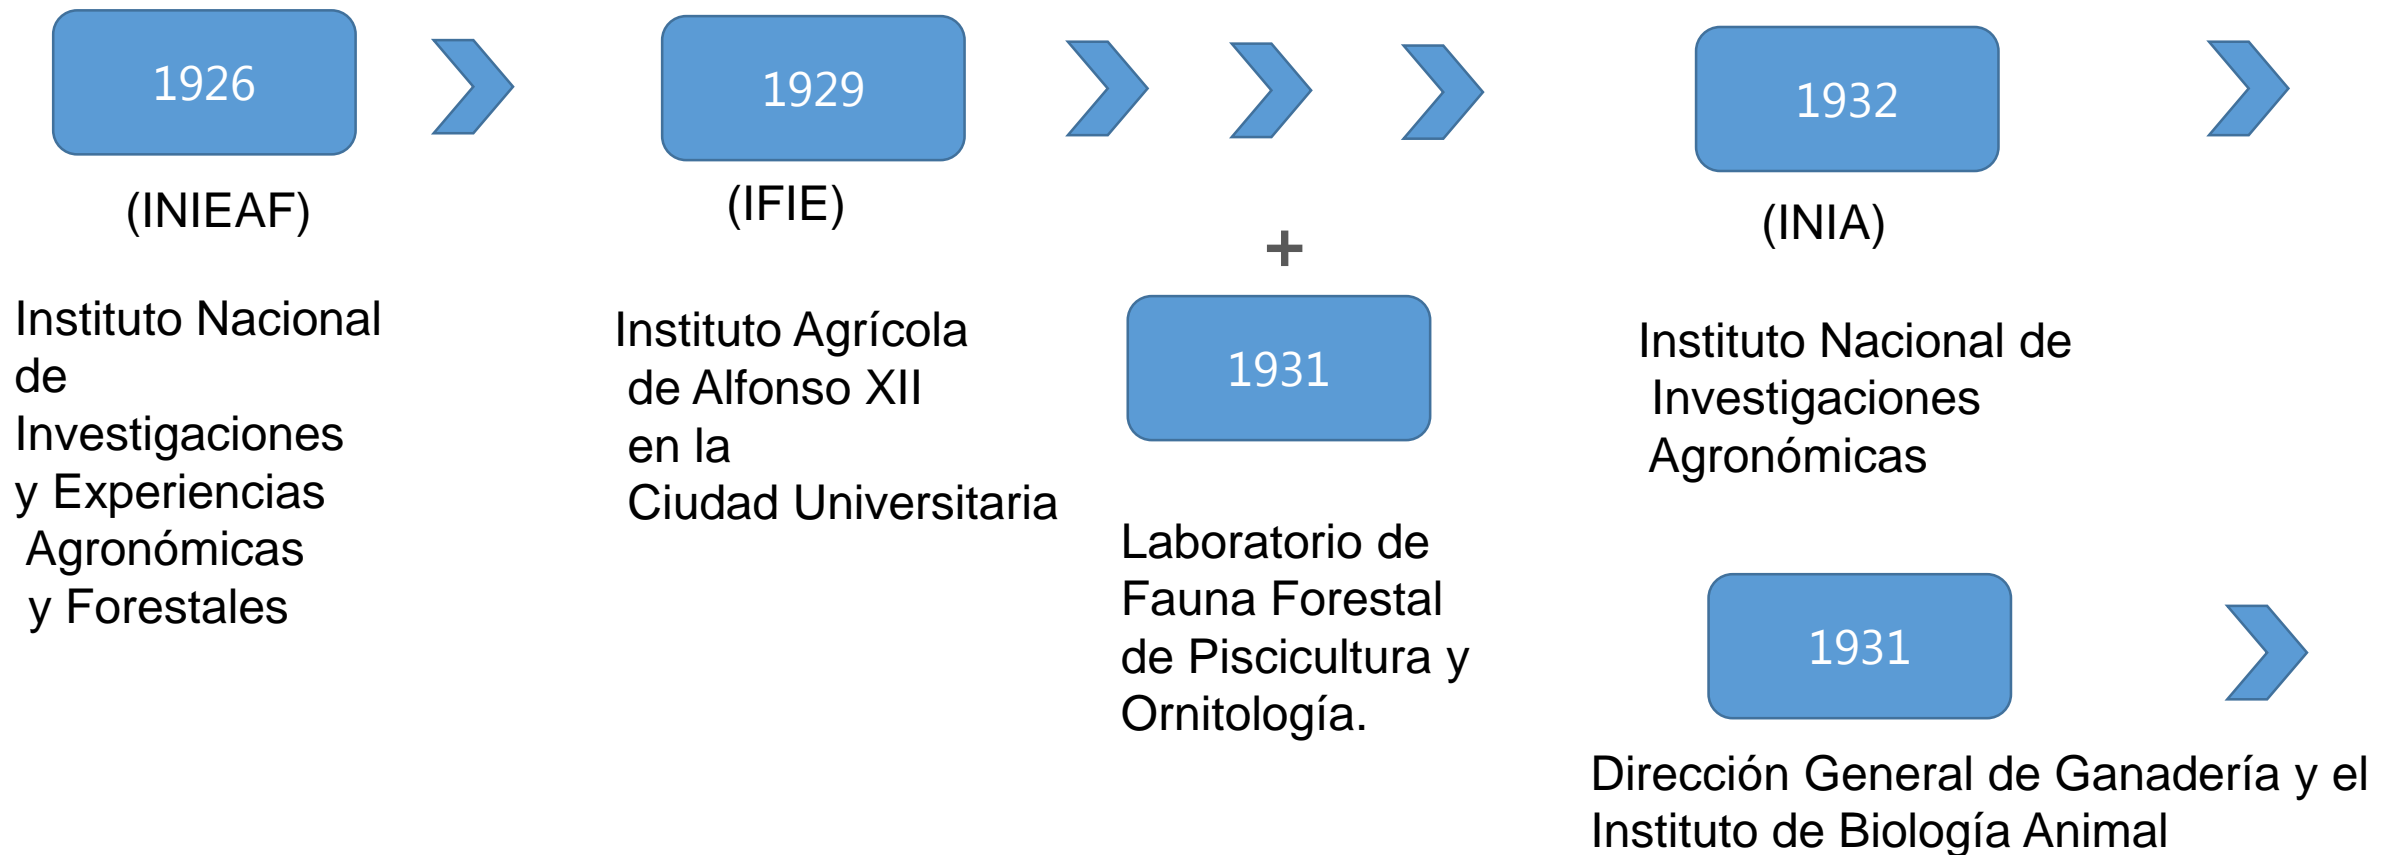 1926
(INIEAF)
Instituto Nacional
de
Investigaciones
y Experiencias
Agronómicas
y Forestales
1929
(IFIE)
Instituto Agrícola
de Alfonso XII
en la
Ciudad Universitaria
+
1931
Laboratorio de
Fauna Forestal
de Piscicultura y
Ornitología.
1932
(INIA)
Instituto Nacional de
Investigaciones
Agronómicas
1931
Dirección General de Ganadería y el
Instituto de Biología Animal